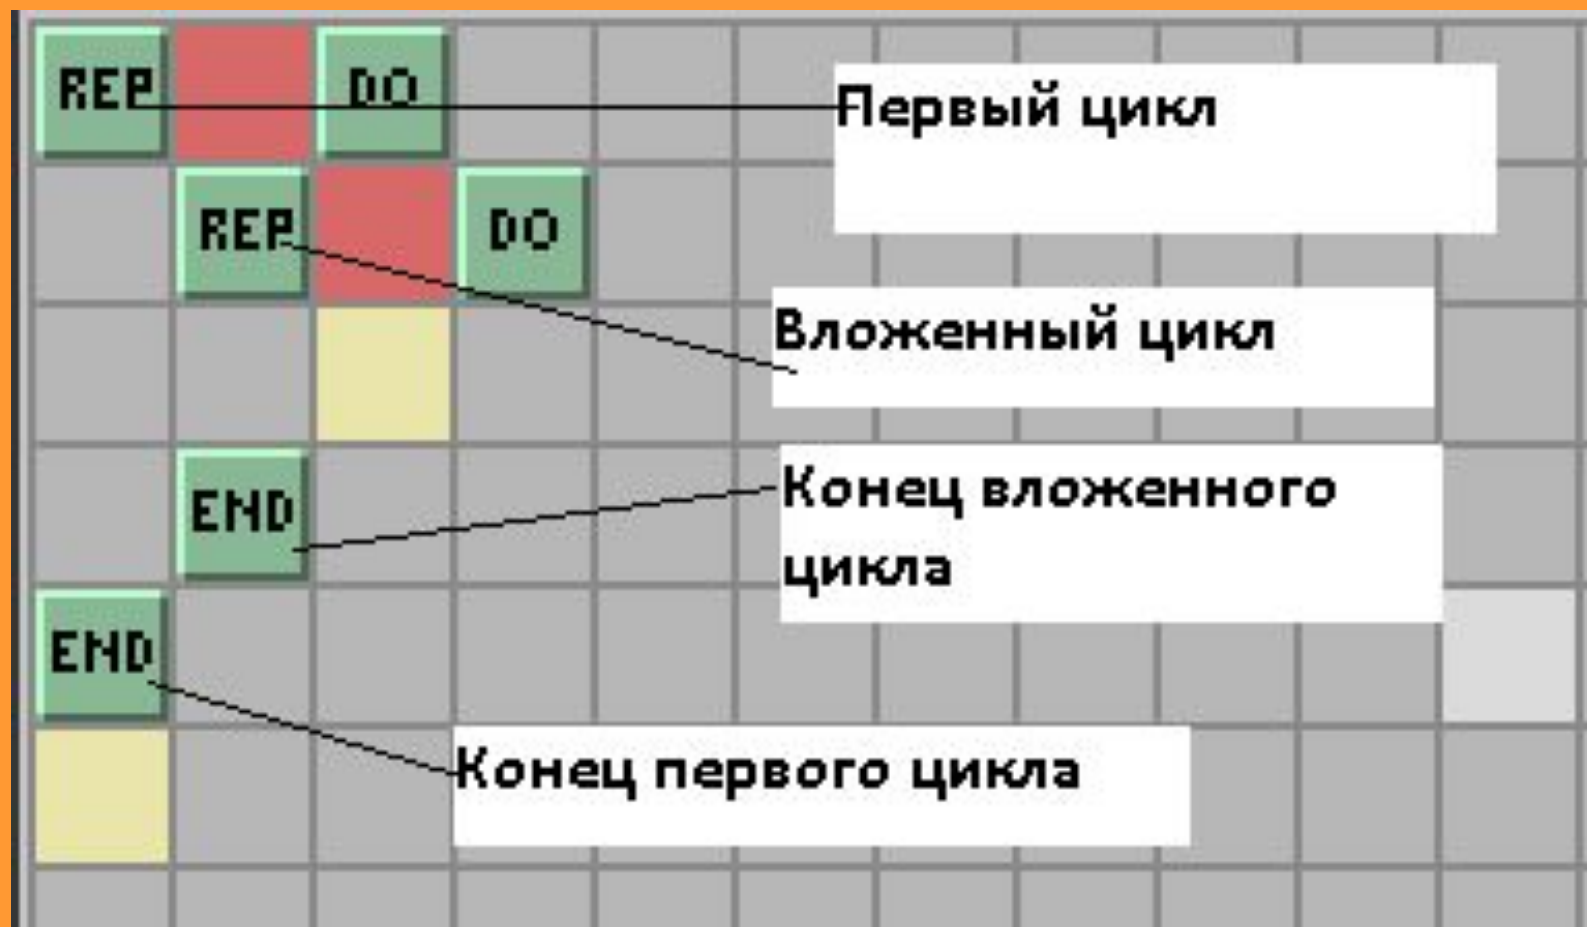 REP DO
Первый цикл
REP DO
Вложенный цикл
END
Конец вложенного
цикла
END
Конец первого цикла